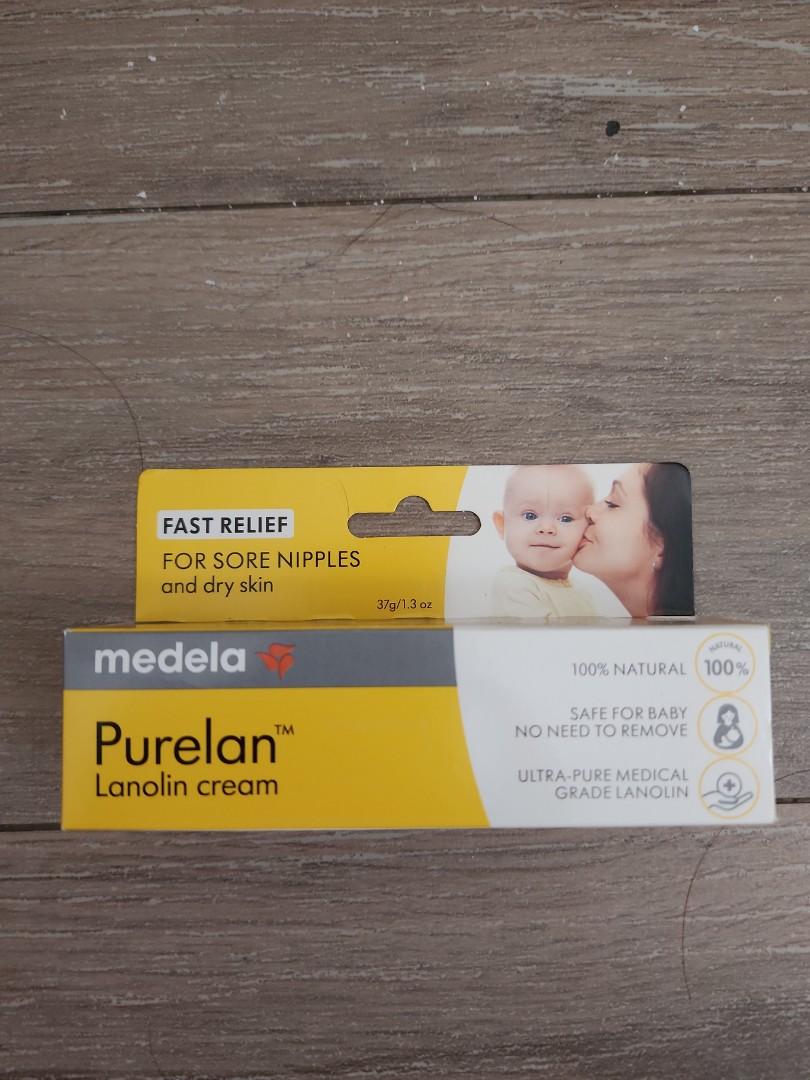 FAST RELIEF
FOR SORE NIPPLES
and dry skin
37g/1.3 oz
medela
Purelan™
Lanolin cream
100% NATURAL
NATURAL
100%
SAFE FOR BABY
NO NEED TO REMOVE
ULTRA-PURE MEDICAL
GRADE LANOLIN